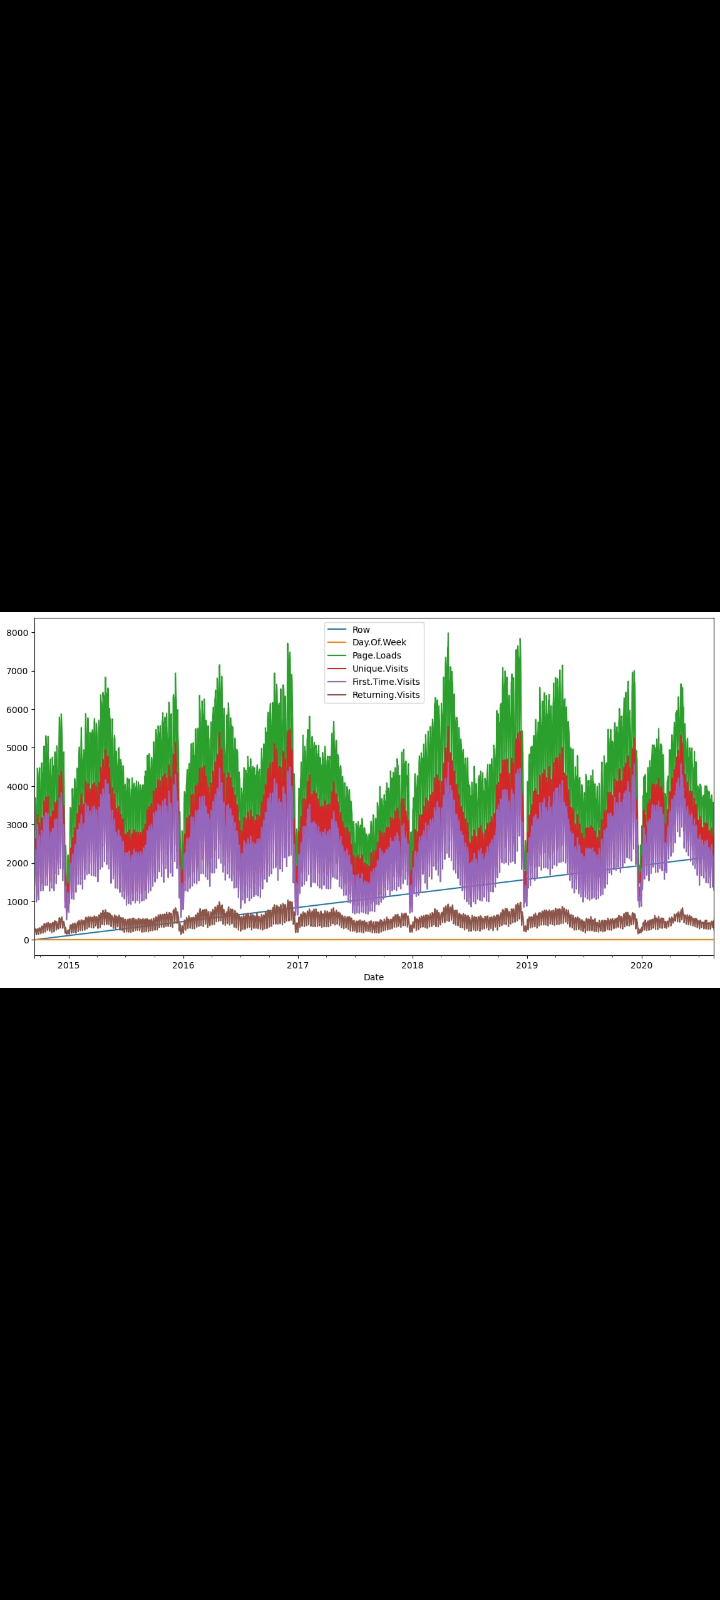 8000
7000
6000
5000
4000
3000
2000
1000
0
Row
Day.Of.Week
Page.Loads
Unique.Visits
First.Time.Visits
Returning.Visits
2015 2016 2017 2018 2019 2020
Date